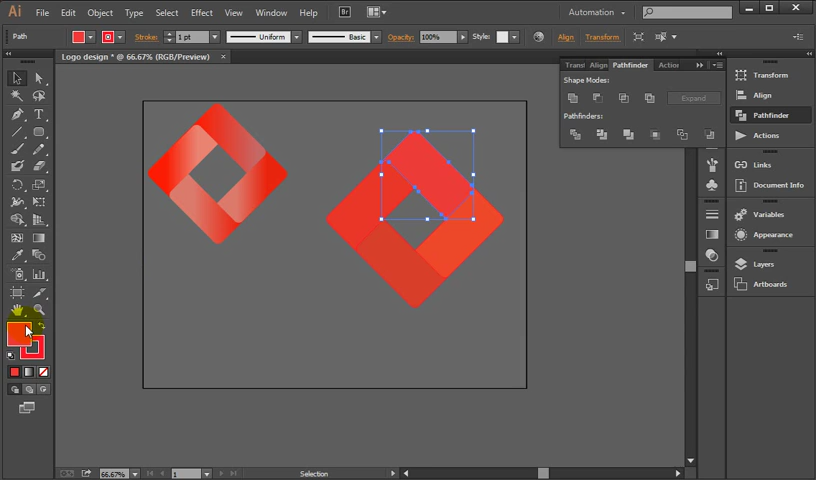 Ai File Edit Object Type Select Effect View Window Help Br Automation
Path Stroke: 1 pt Uniform Basic Opacity: 100% Style: Align Transform
Logo design * @ 66.67% (RGB/Preview) ×
Trans Align Pathfinder Action
Shape Modes:
Expand
Pathfinders:
Transform
Align
Pathfinder
Actions
Links
Document Info
Variables
Appearance
Layers
Artboards
T
66.67% 1 Selection